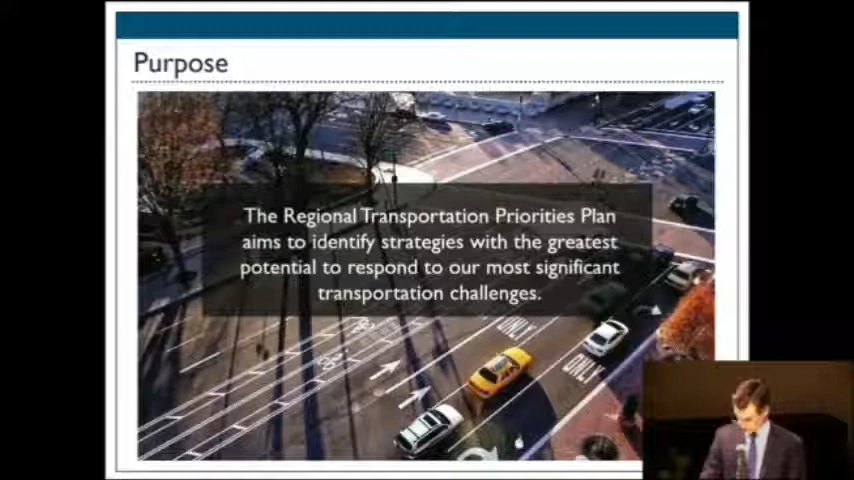 Purpose
The Regional Transportation Priorities Plan
aims to identify strategies with the greatest
potential to respond to our most significant
transportation challenges.
ONLY
ONLY